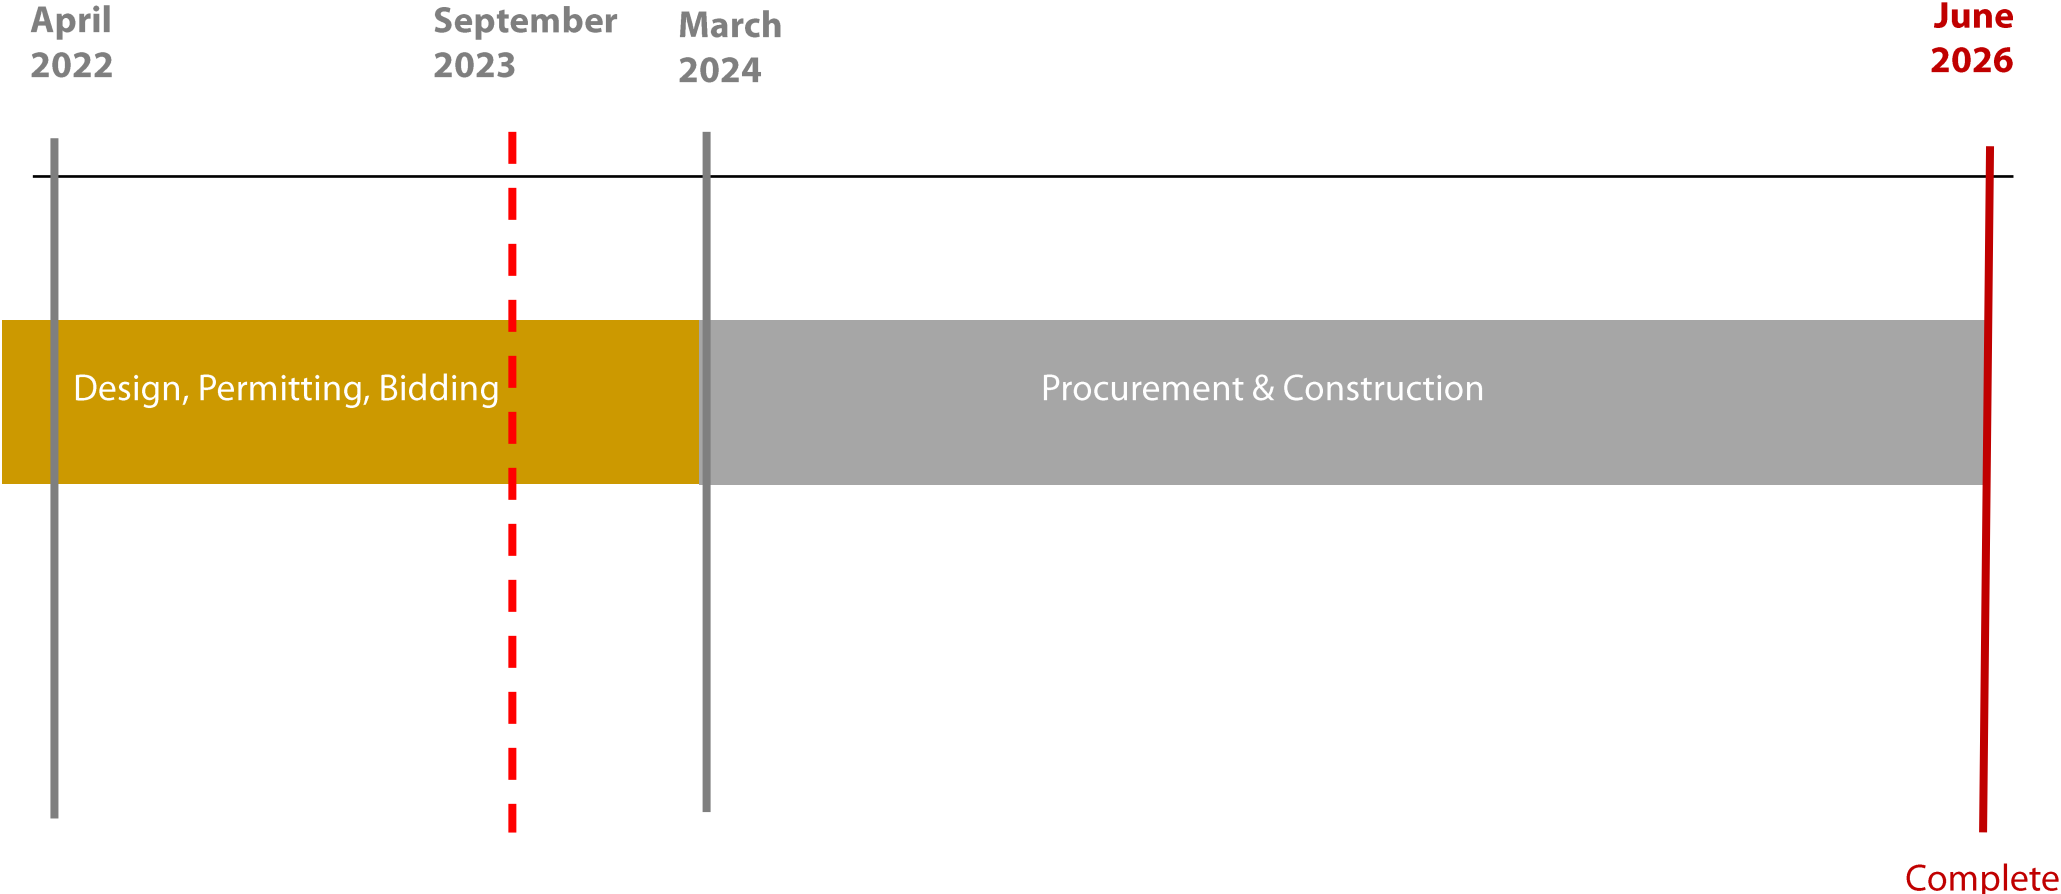 April
2022
September
2023
March
2024
June
2026
Design, Permitting, Bidding
Procurement & Construction
Complete